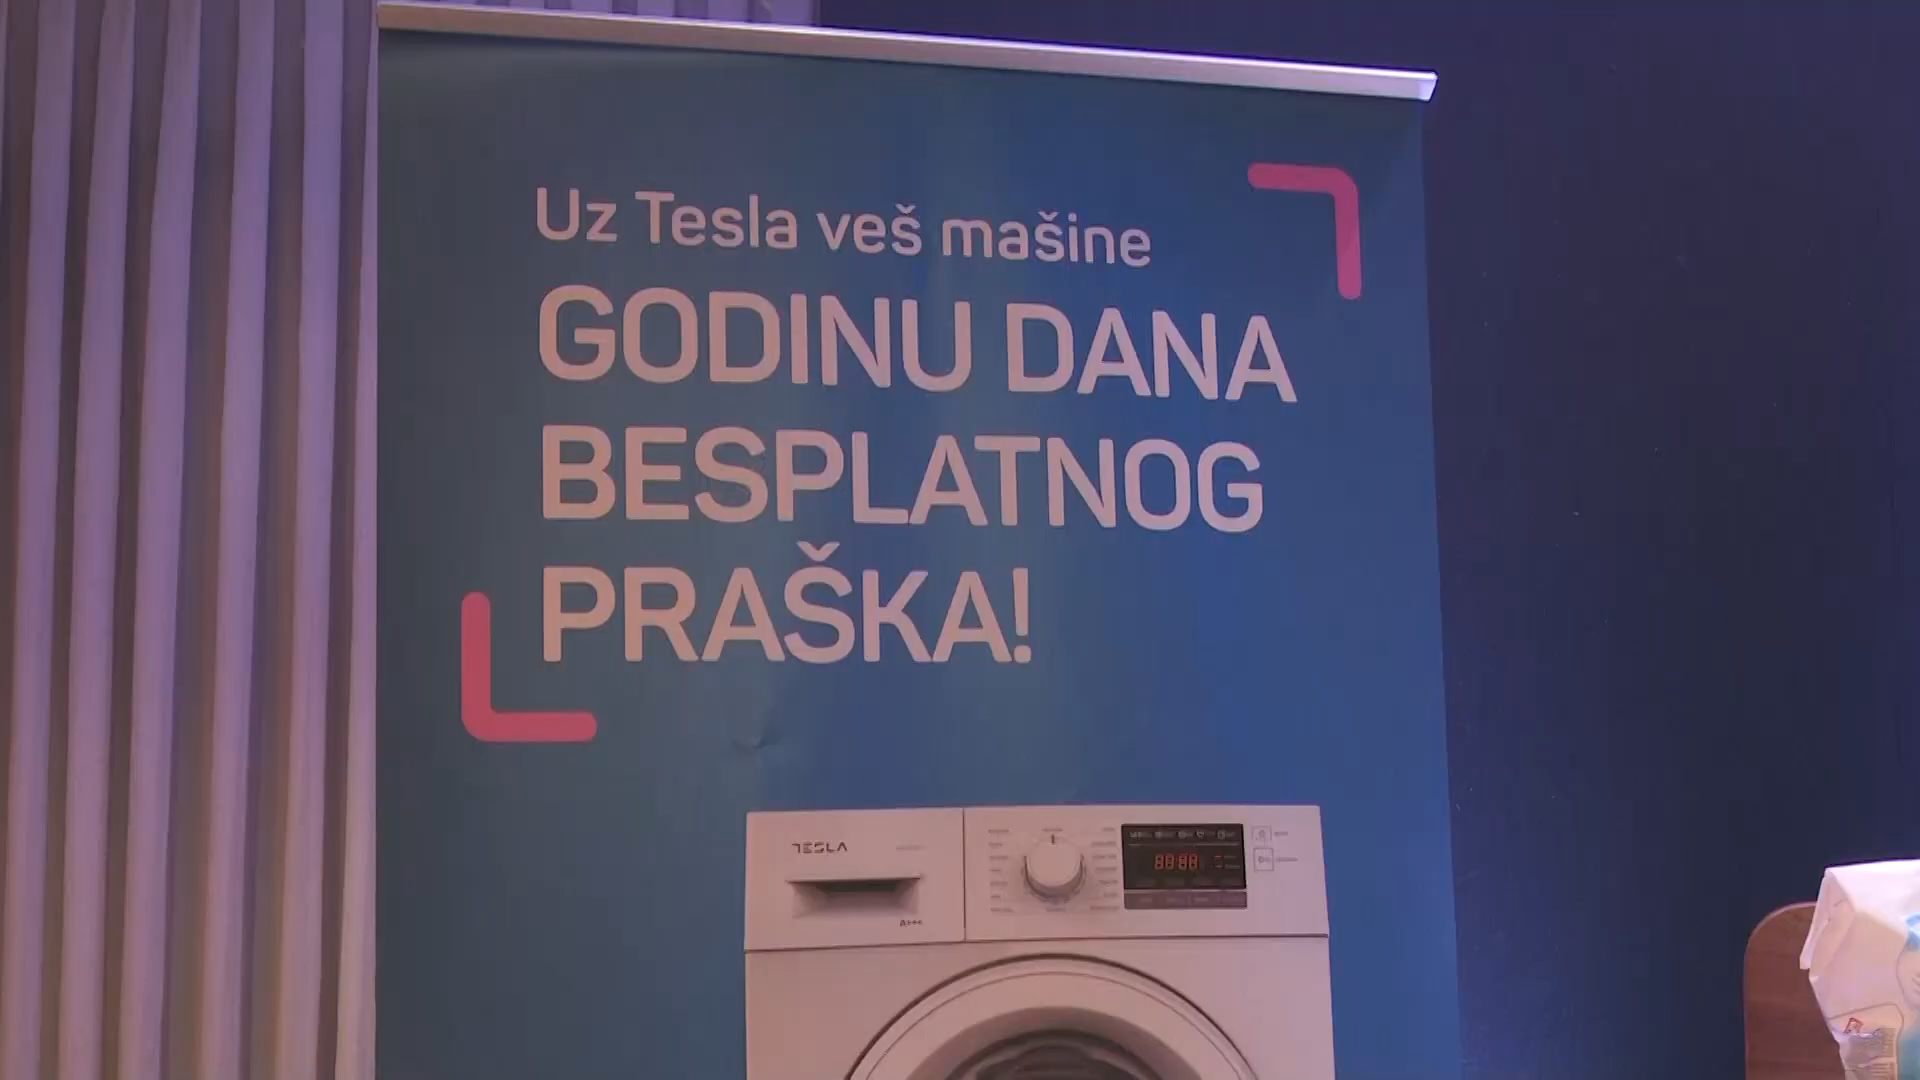 Uz Tesla veš mašine
GODINU DANA
BESPLATNOG
PRAŠKA!
TESLA